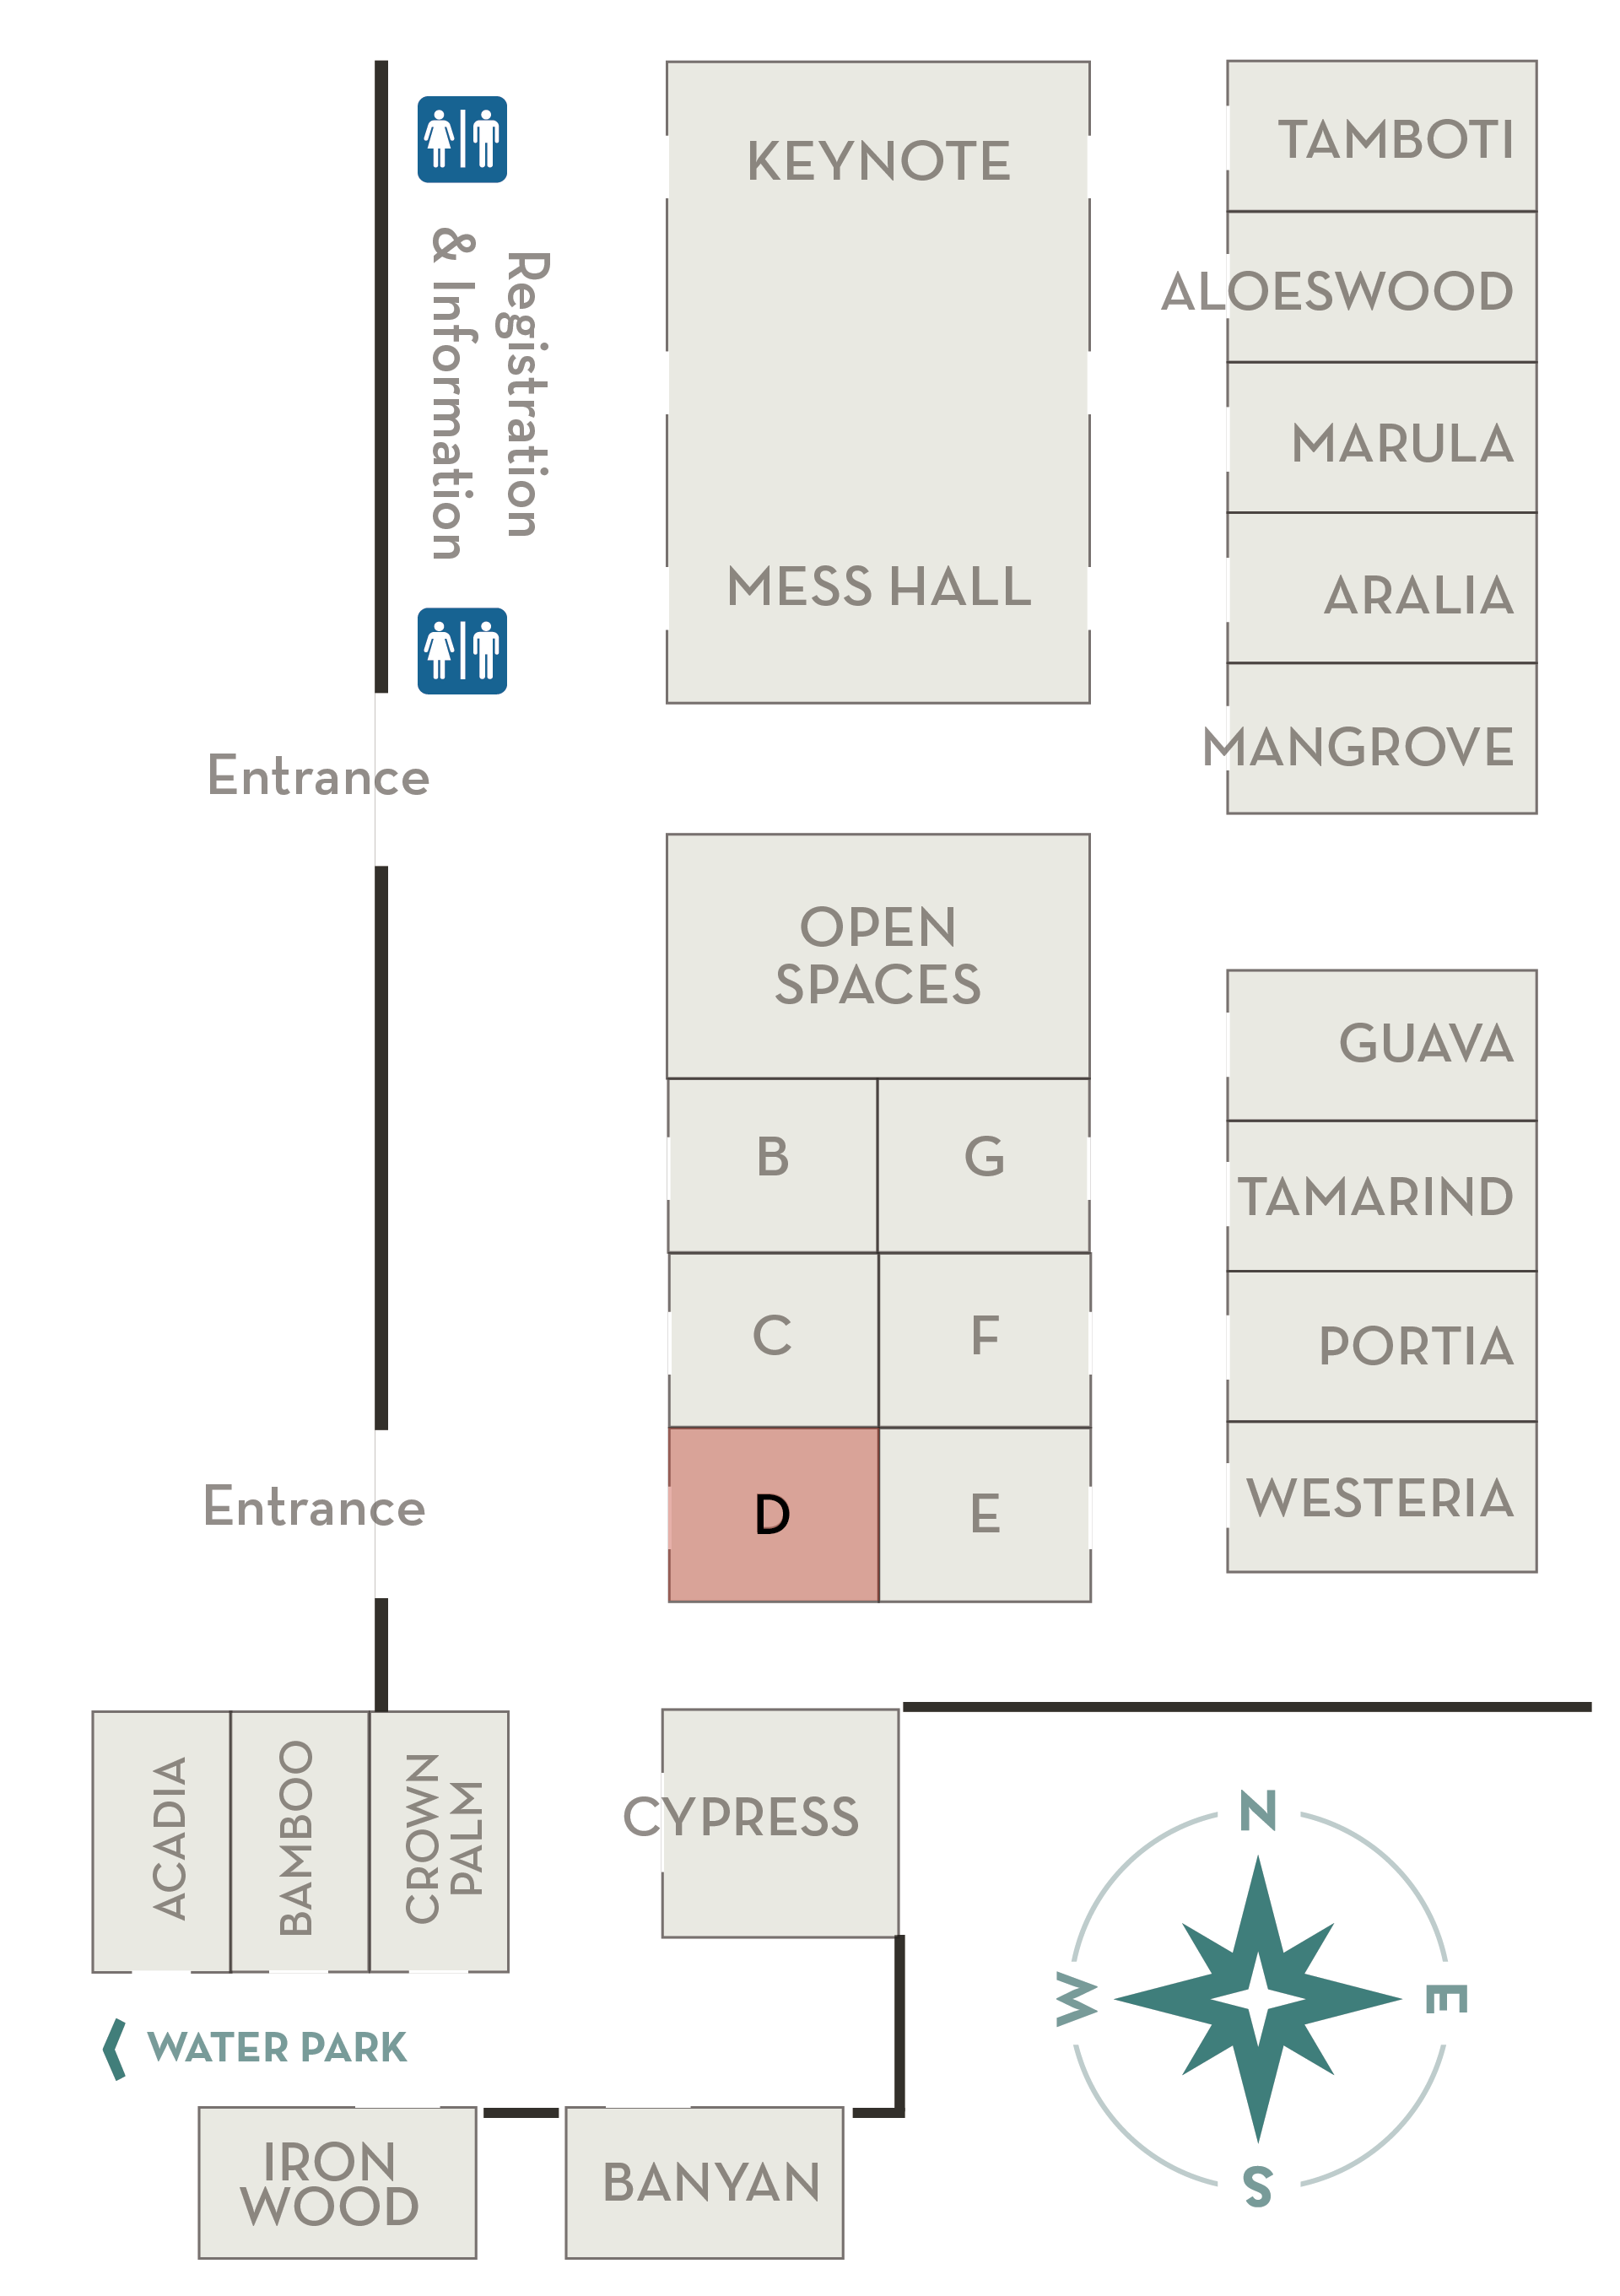 KEYNOTE
MESS HALL
TAMBOTI
ALOESWOOD
MARULA
ARALIA
MANGROVE
Registration
& Information
Entrance
OPEN
SPACES
B
G
C
F
D
E
GUAVA
TAMARIND
PORTIA
WESTERIA
Entrance
ACADIA
BAMBOO
CROWN
PALM
CYPRESS
WATER PARK
IRON
WOOD
BANYAN
N
W
E
S